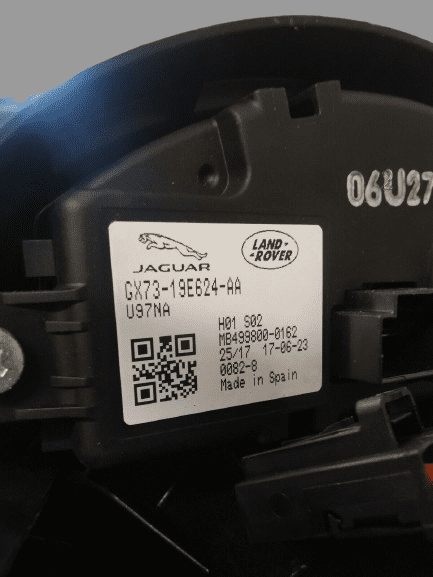 06U27
JAGUAR
LAND-
-ROVER
GX73-19E624-AA
U97NA
H01 S02
MB499800-0162
25/17 17-06-23
0082-8
Made in Spain